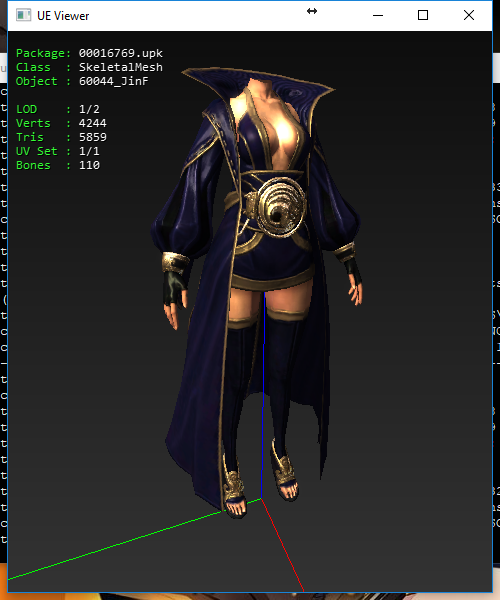 UE Viewer
Package: 00016769.upk
Class : SkeletalMesh
Object : 60044_JinF
LOD : 1/2
Verts : 4244
Tris : 5859
UV Set : 1/1
Bones : 110